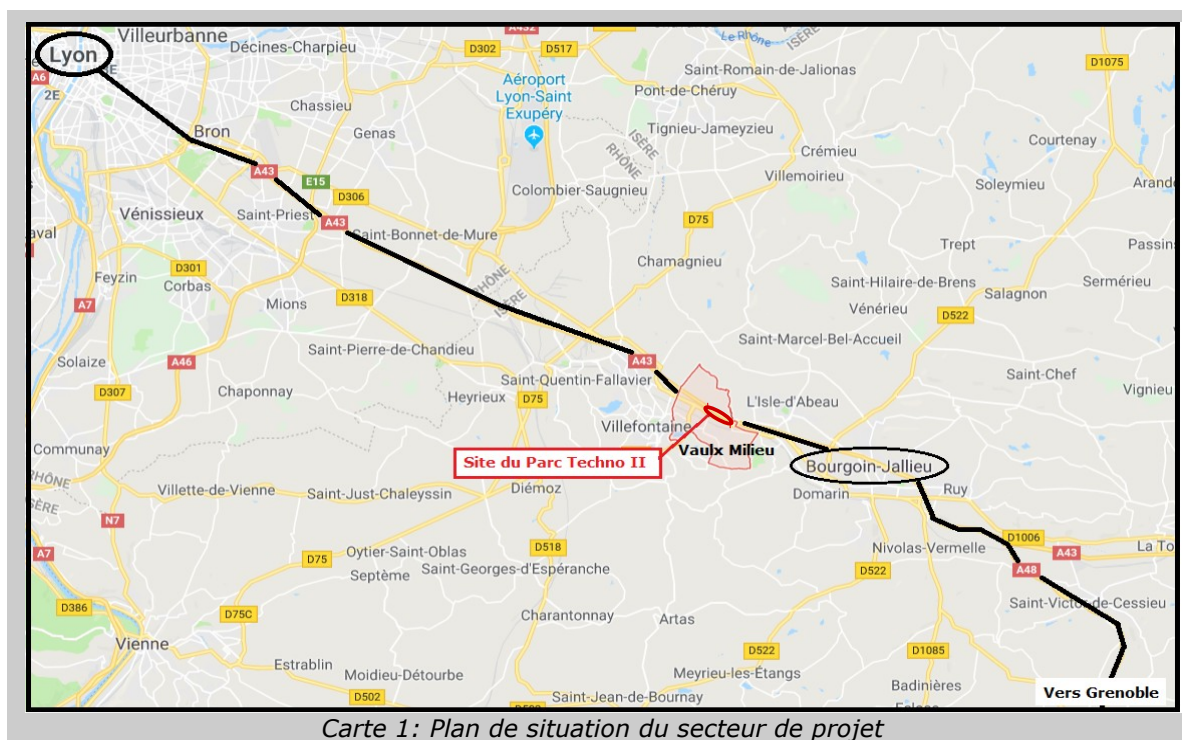 Villeurbanne
Lyon
Décines-Charpieu
D302
D517
Le Rhône
ISÈRE
D1075
A6
2E
Aéroport
Lyon-Saint
Exupéry
Saint-Romain-de-Jalionas
Pont-de-Chéruy
Chassieu
Bron
Genas
Tignieu-Jameyzieu
Courtenay
Crémieu
ISÈRE
RHÔNE
A43
E15
D306
Colombier-Saugnieu
Villemoirieu
Soleymieu
Vénissieux
Saint-Priest
A43
Saint-Bonnet-de-Mure
D75
Trept
Chamagnieu
D301
Feyzin
Corbas
RHÔNE
ISÈRE
Saint-Hilaire-de-Brens
Salagnon
Sermérieu
A7
Mions
D318
Vénérieu
D522
Solaize
A46
Saint-Pierre-de-Chandieu
A43
Saint-Marcel-Bel-Accueil
D307
Chaponnay
Heyrieux
D75
Saint-Quentin-Fallavier
Saint-Chef
Vignieu
L'Isle-d'Abeau
Villefontaine
Communay
Site du Parc Techno II
Vaulx Milieu
Bourgoin-Jallieu
RHÔNE
ISÈRE
Villette-de-Vienne
Saint-Just-Chaleyssin
Diémoz
Domarin
Ruy
N7
A7
D75
Oytier-Saint-Oblas
D518
Nivolas-Vermelle
D1006
A43
Septème
Saint-Georges-d'Espéranche
D522
A48
D386
D75C
Charantonnay
Artas
Saint-Victor-de-Cessieu
Vienne
D522
D1085
Estrablin
Moidieu-Détourbe
Meyrieu-les-Étangs
Badinières
D502
Saint-Jean-de-Bournay
Vers Grenoble
Carte 1: Plan de situation du secteur de projet